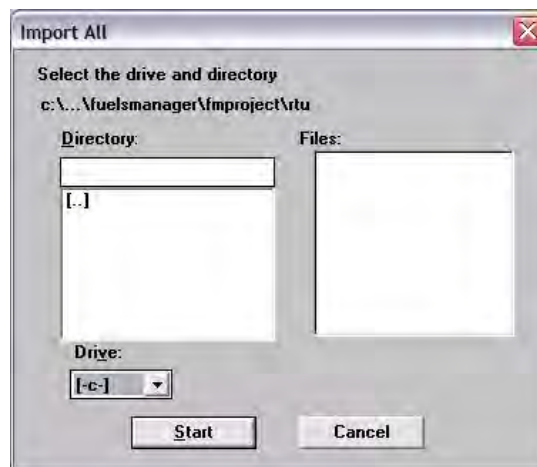 Import All
Select the drive and directory
c:\...\fuelsmanager\fmproject\rtu
Directory:
Files:
[..]
Drive:
[-c-]
Start
Cancel